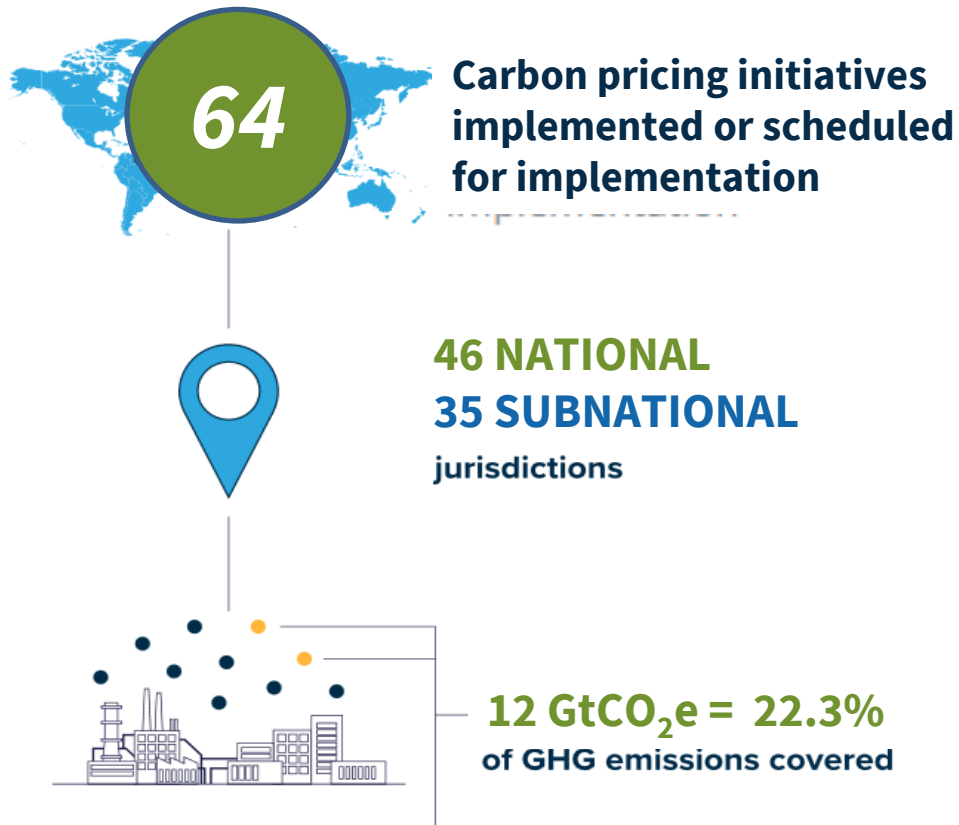 64
Carbon pricing initiatives
implemented or scheduled
for implementation
46 NATIONAL
35 SUBNATIONAL
jurisdictions
12 GtCO₂e = 22.3%
of GHG emissions covered